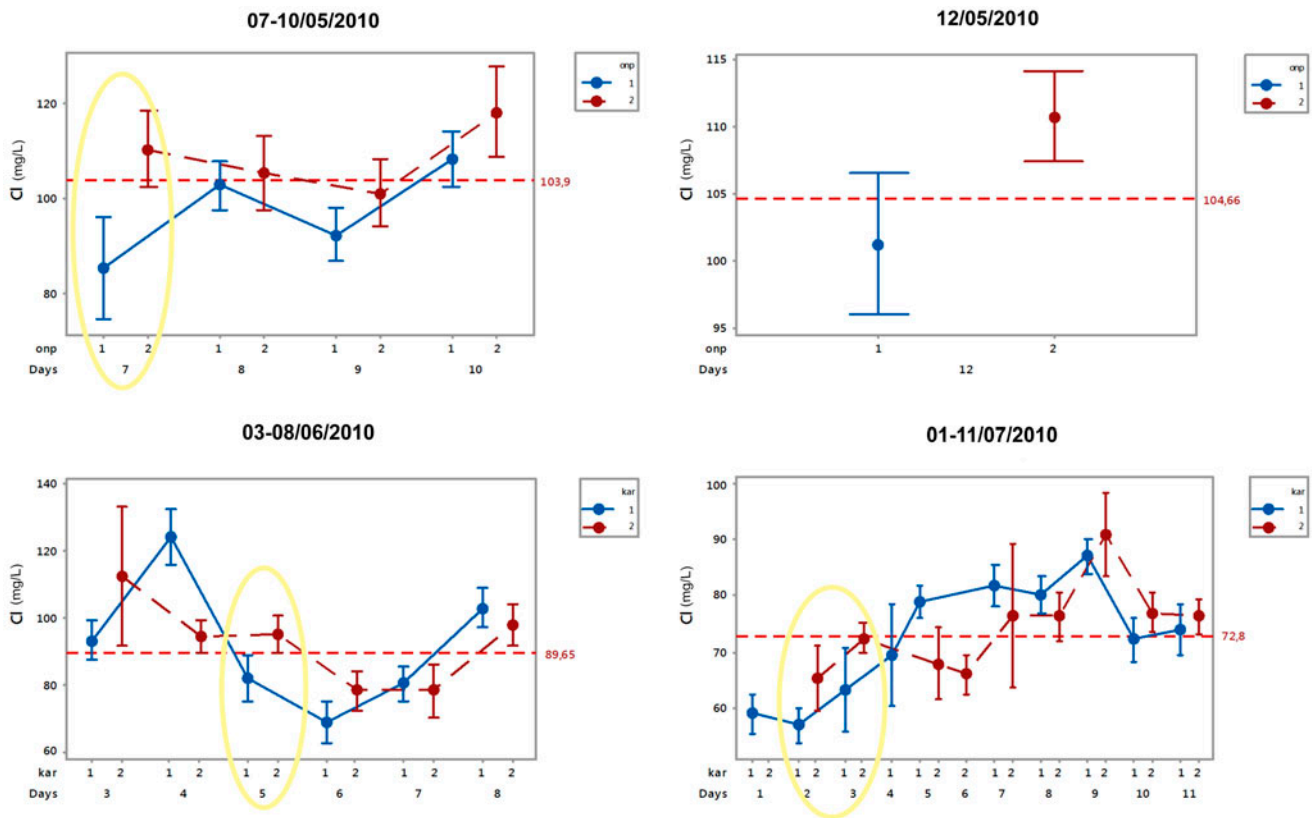 07-10/05/2010
120
100
80
Cl (mg/L)
103,9
onp
1
2
onp 1 2 1 2 1 2 1 2
Days 7 8 9 10
12/05/2010
115
110
105
100
95
Cl (mg/L)
104,66
onp
1
2
onp 1 2
Days 12
03-08/06/2010
140
120
100
80
60
Cl (mg/L)
89,65
kar
1
2
kar 1 2 1 2 1 2 1 2 1 2 1 2
Days 3 4 5 6 7 8
01-11/07/2010
100
90
80
70
60
Cl (mg/L)
72,8
kar
1
2
kar 1 2 1 2 1 2 1 1 2 2 1 2 1 2 1 2 1 2 1 2
Days 1 2 3 4 5 6 7 8 9 10 11